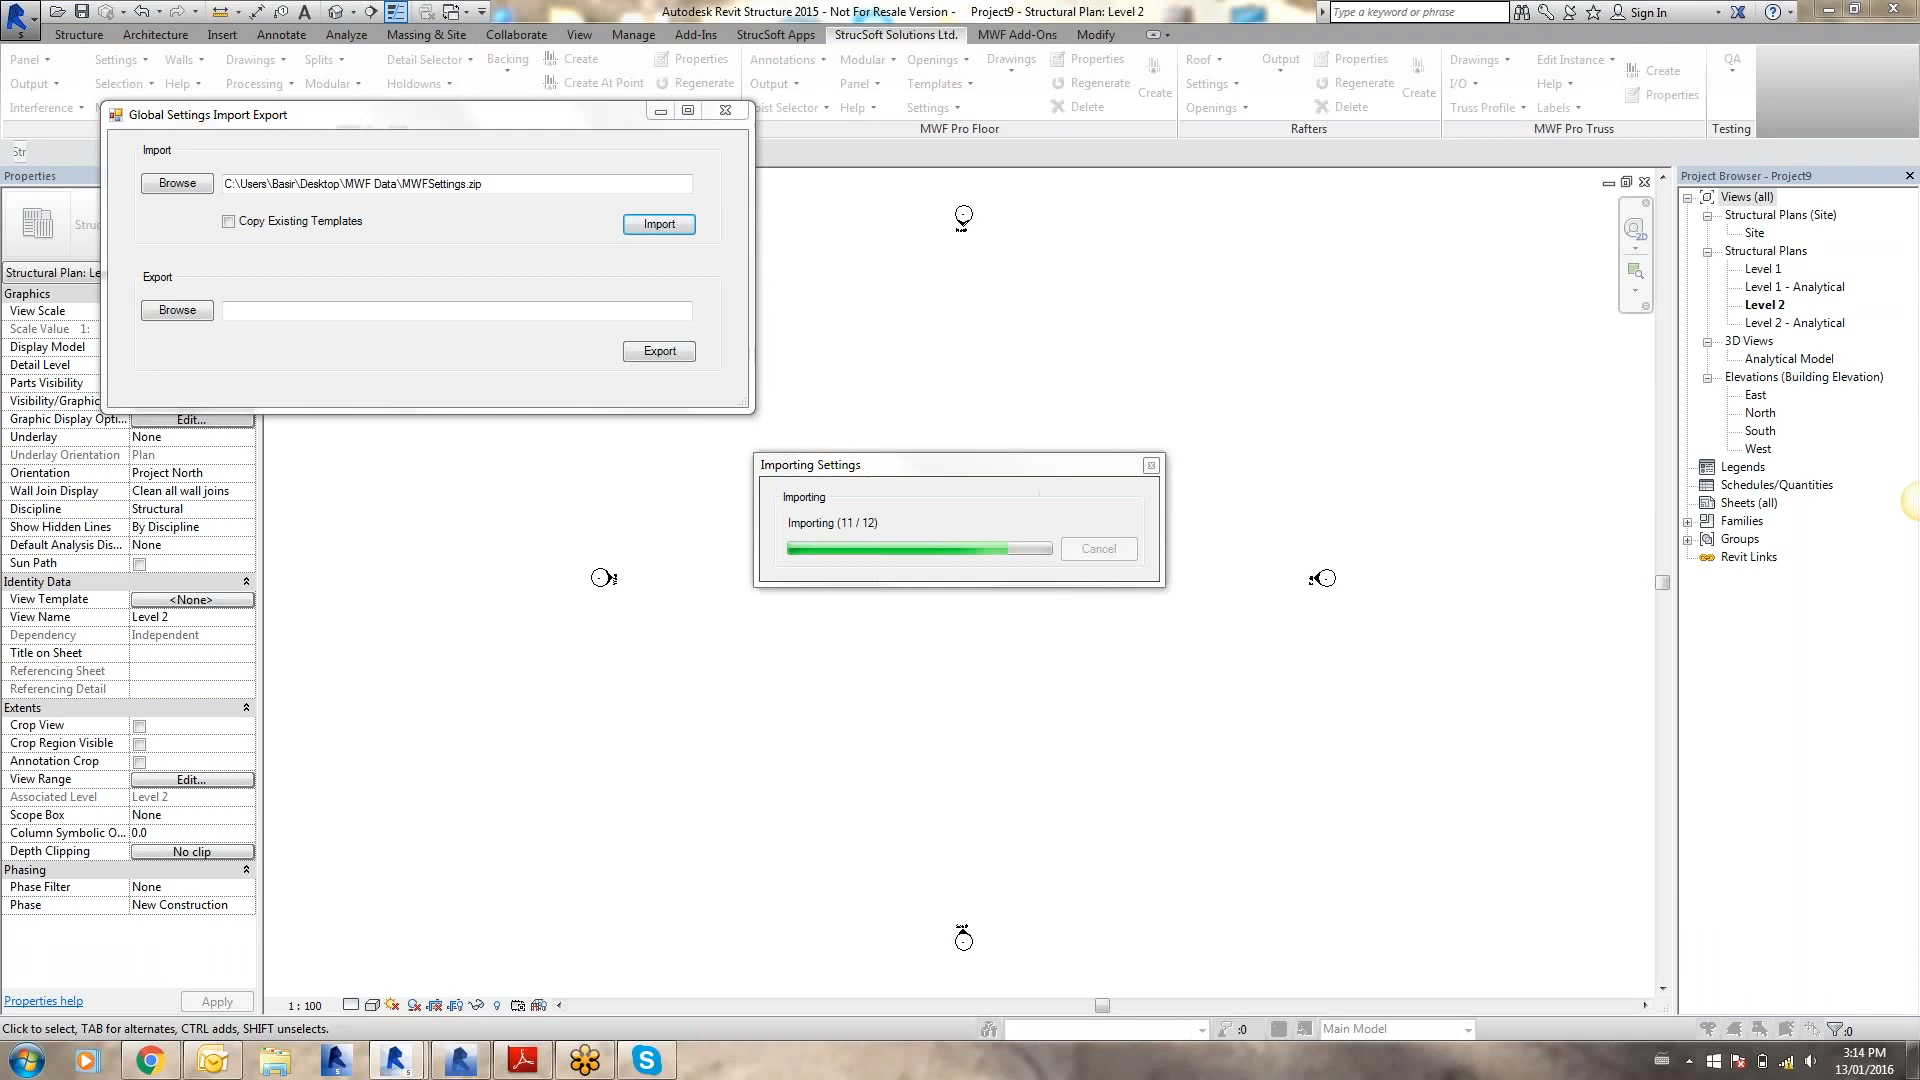 Autodesk Revit Structure 2015 - Not For Resale Version - Project9 - Structural Plan: Level 2
Type a keyword or phrase
Sign In
Structure Architecture Insert Annotate Analyze Massing & Site Collaborate View Manage Add-Ins StrucSoft Apps StrucSoft Solutions Ltd. MWF Add-Ons Modify
Panel Settings Walls Drawings Splits Detail Selector Backing Create Properties Annotations Modular Openings Drawings Properties Roof Output Properties Drawings Edit Instance QA
Output Selection Help Processing Modular Holdowns Create At Point Regenerate Output Panel Templates Regenerate Create Settings Regenerate Create I/O Help Create
Interference oist Selector Help Settings Delete Openings Delete Truss Profile Labels Properties
MWF Pro Floor Rafters MWF Pro Truss Testing
Global Settings Import Export
Import
Browse C:\Users\Basir\Desktop\MWF Data\MWFSettings.zip
Copy Existing Templates Import
Export
Browse
Export
Str
Properties
Struc
Structural Plan: Le
Graphics
View Scale
Scale Value 1:
Display Model
Detail Level
Parts Visibility
Visibility/Graphic
Graphic Display Opti... Edit...
Underlay None
Underlay Orientation Plan
Orientation Project North
Wall Join Display Clean all wall joins
Discipline Structural
Show Hidden Lines By Discipline
Default Analysis Dis... None
Sun Path
Identity Data
View Template <None>
View Name Level 2
Dependency Independent
Title on Sheet
Referencing Sheet
Referencing Detail
Extents
Crop View
Crop Region Visible
Annotation Crop
View Range Edit...
Associated Level Level 2
Scope Box None
Column Symbolic O... 0.0
Depth Clipping No clip
Phasing
Phase Filter None
Phase New Construction
Properties help Apply
Importing Settings
Importing
Importing (11 / 12)
Cancel
2D
Project Browser - Project9
Views (all)
Structural Plans (Site)
Site
Structural Plans
Level 1
Level 1 - Analytical
Level 2
Level 2 - Analytical
3D Views
Analytical Model
Elevations (Building Elevation)
East
North
South
West
Legends
Schedules/Quantities
Sheets (all)
Families
Groups
Revit Links
1 : 100
Click to select, TAB for alternates, CTRL adds, SHIFT unselects.
:0
Main Model
:0
3:14 PM
13/01/2016